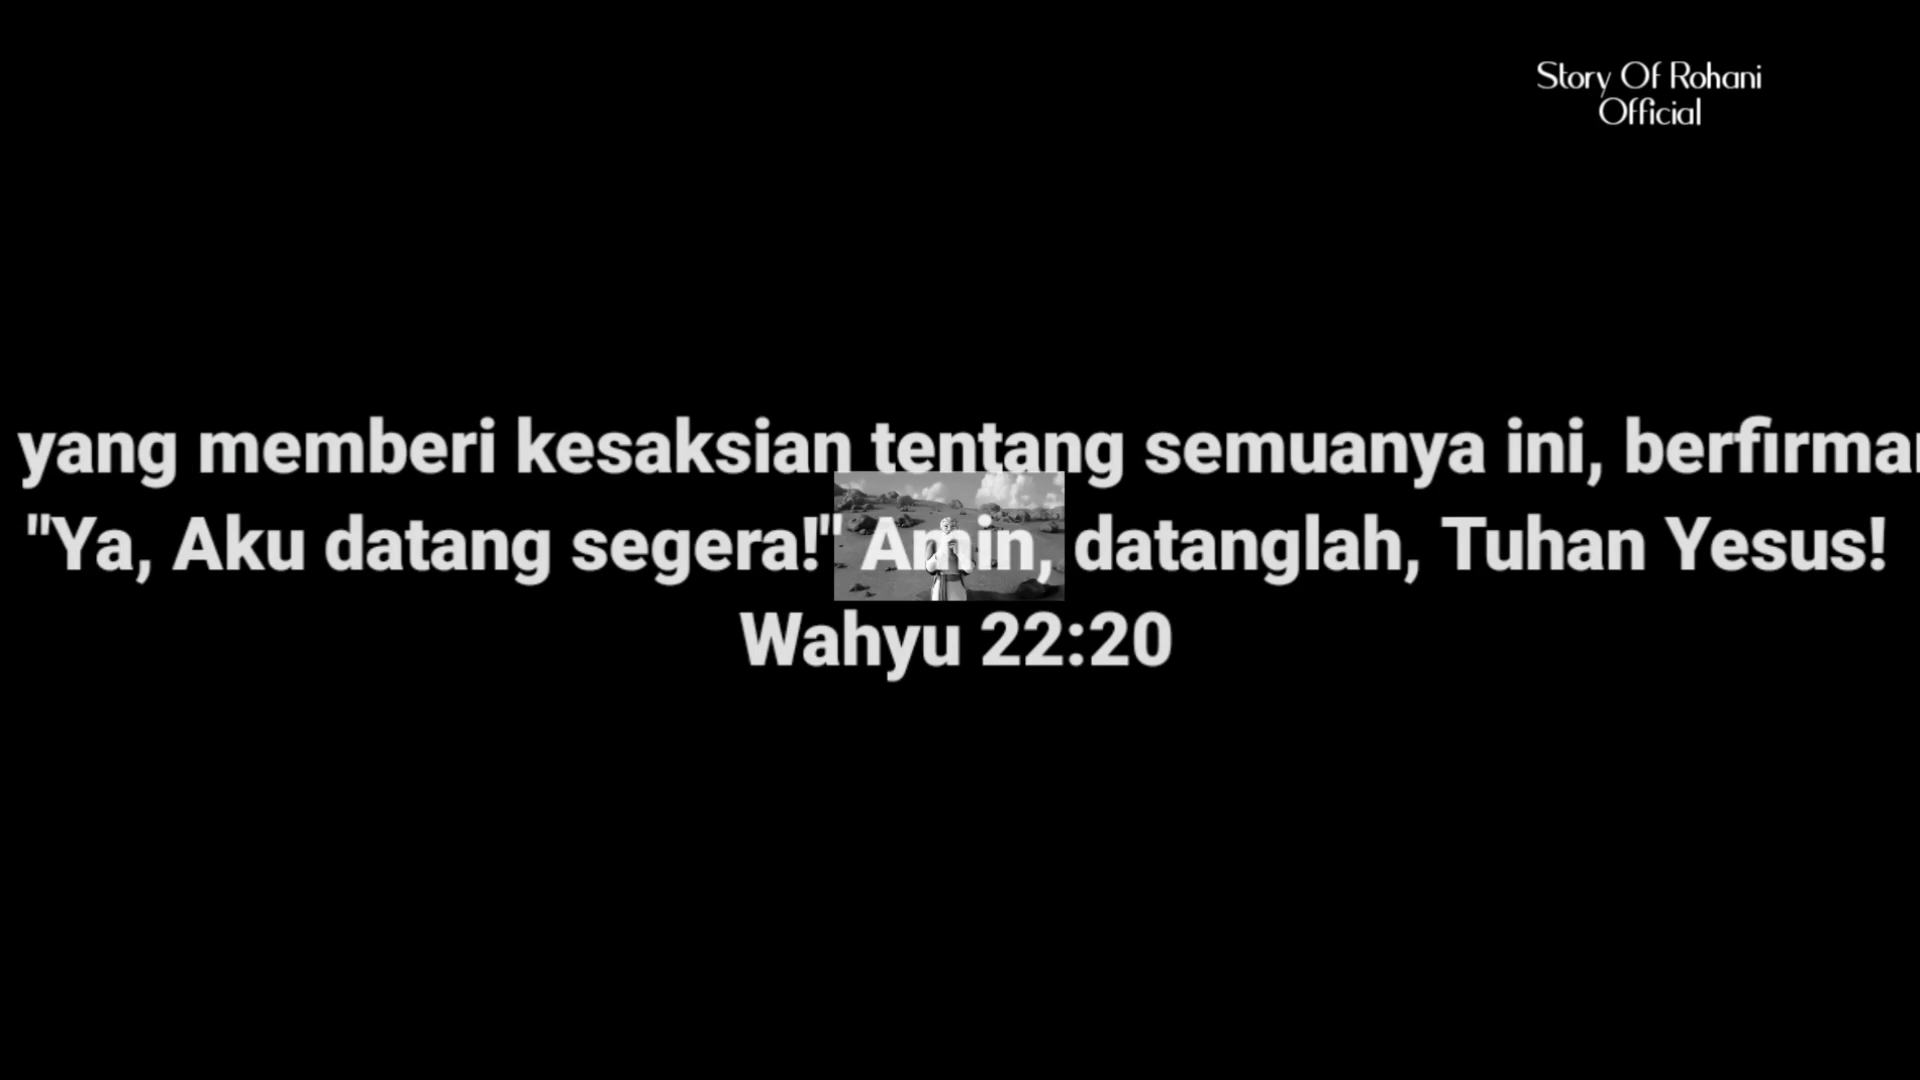 Story Of Rohani
Official
yang memberi kesaksian tentang semuanya ini, berfirman
"Ya, Aku datang segera!" Amin, datanglah, Tuhan Yesus!
Wahyu 22:20